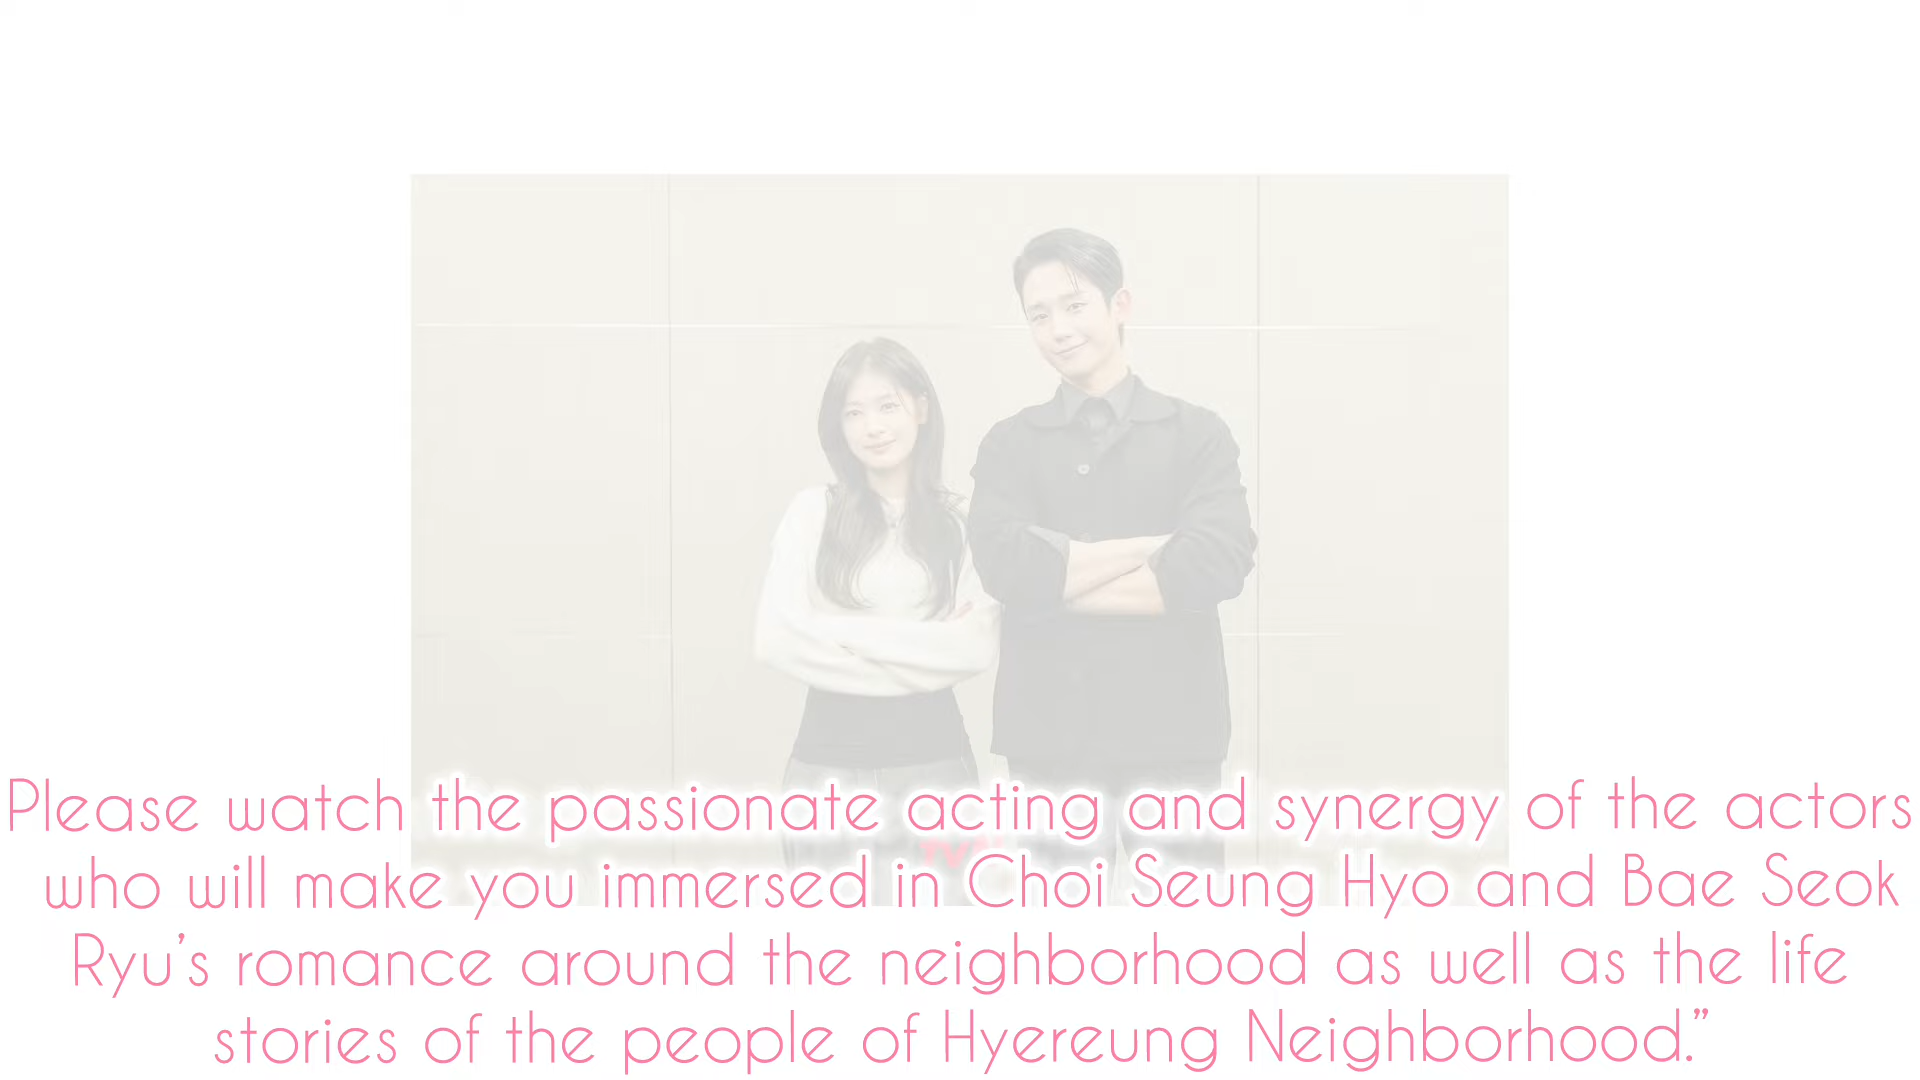 Please watch the passionate acting and synergy of the actors
who will make you immersed in Choi Seung Hyo and Bae Seok
Ryu’s romance around the neighborhood as well as the life
stories of the people of Hyereung Neighborhood.”